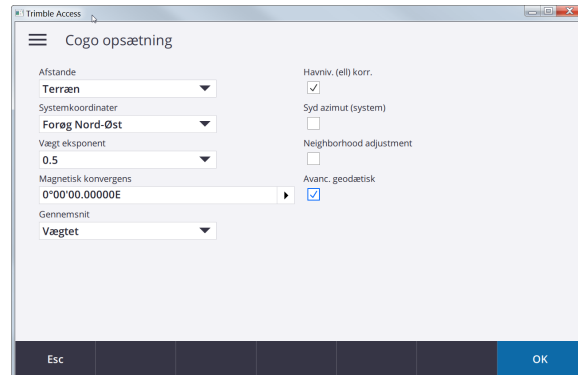 Trimble Access
Cogo opsætning
Afstande
Terræn
Systemkoordinater
Forøg Nord-Øst
Vægt eksponent
0.5
Magnetisk konvergens
0°00'00.00000E
Gennemsnit
Vægtet
Havniv. (ell) korr.
Syd azimut (system)
Neighborhood adjustment
Avanc. geodætisk
Esc
OK